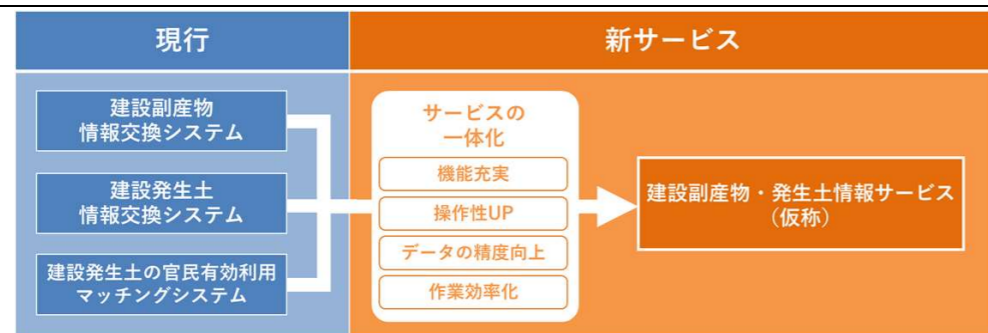 現行
新サービス
建設副産物
情報交換システム
建設発生土
情報交換システム
建設発生土の官民有効利用
マッチングシステム
サービスの
一体化
機能充実
操作性UP
データの精度向上
作業効率化
建設副産物・発生土情報サービス
（仮称）